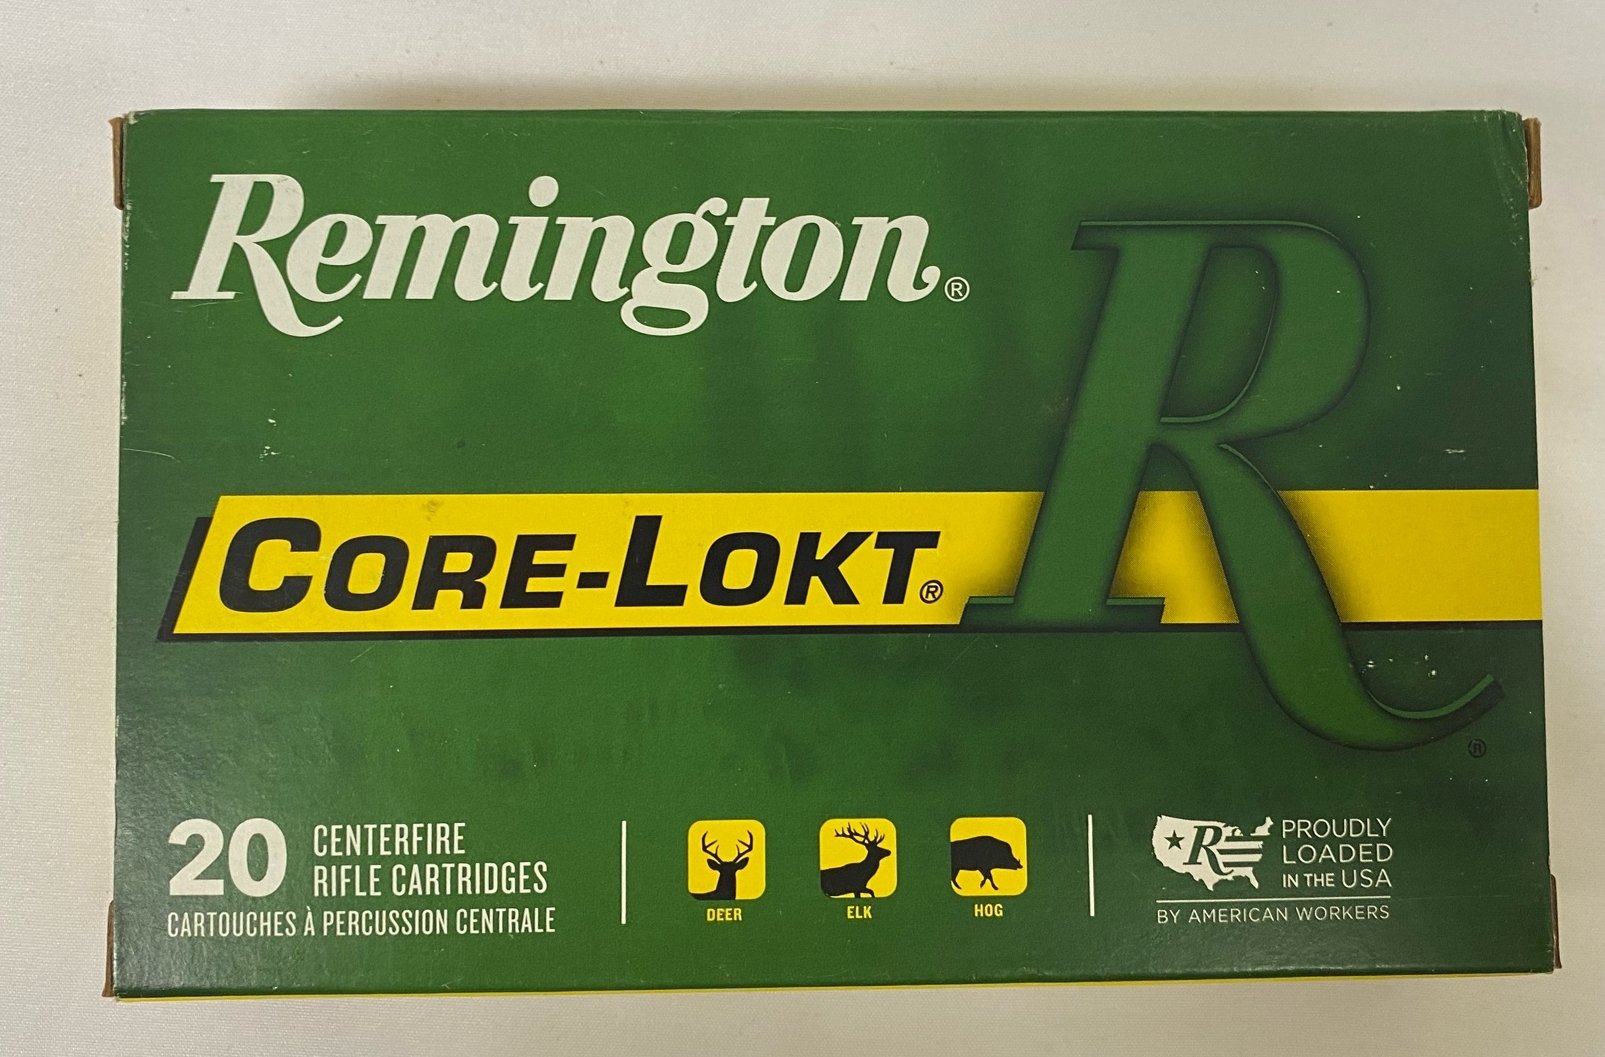 Remington®
CORE-LOKT®
R®
20 CENTERFIRE
RIFLE CARTRIDGES
CARTOUCHES À PERCUSSION CENTRALE
DEER
ELK
HOG
R
PROUDLY
LOADED
IN THE USA
BY AMERICAN WORKERS